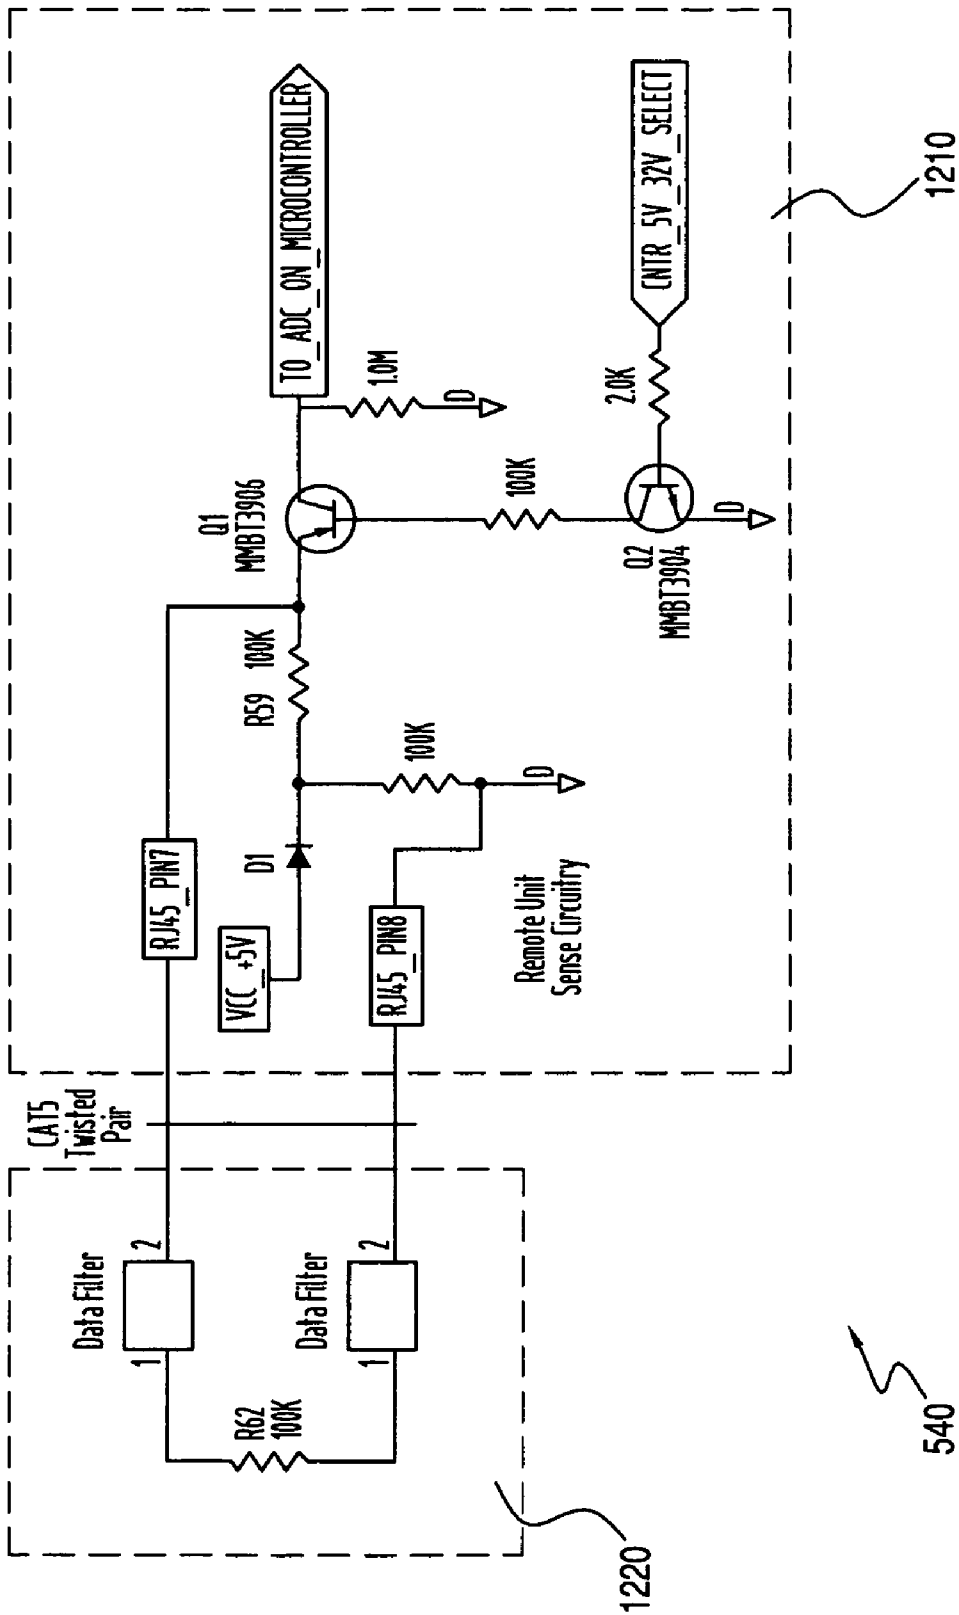 CAT5
Twisted
Pair
Data Filter
1
2
R62
100K
Data Filter
1
2
RJ45_PIN7
VCC_+5V
D1
R59 100K
Q1
MMBT3906
TO_ADC_ON_MICROCONTROLLER
1.0M
D
RJ45_PIN8
100K
D
100K
Q2
MMBT3904
D
2.0K
CNTR_5V_32V_SELECT
Remote Unit
Sense Circuitry
1220
1210
540